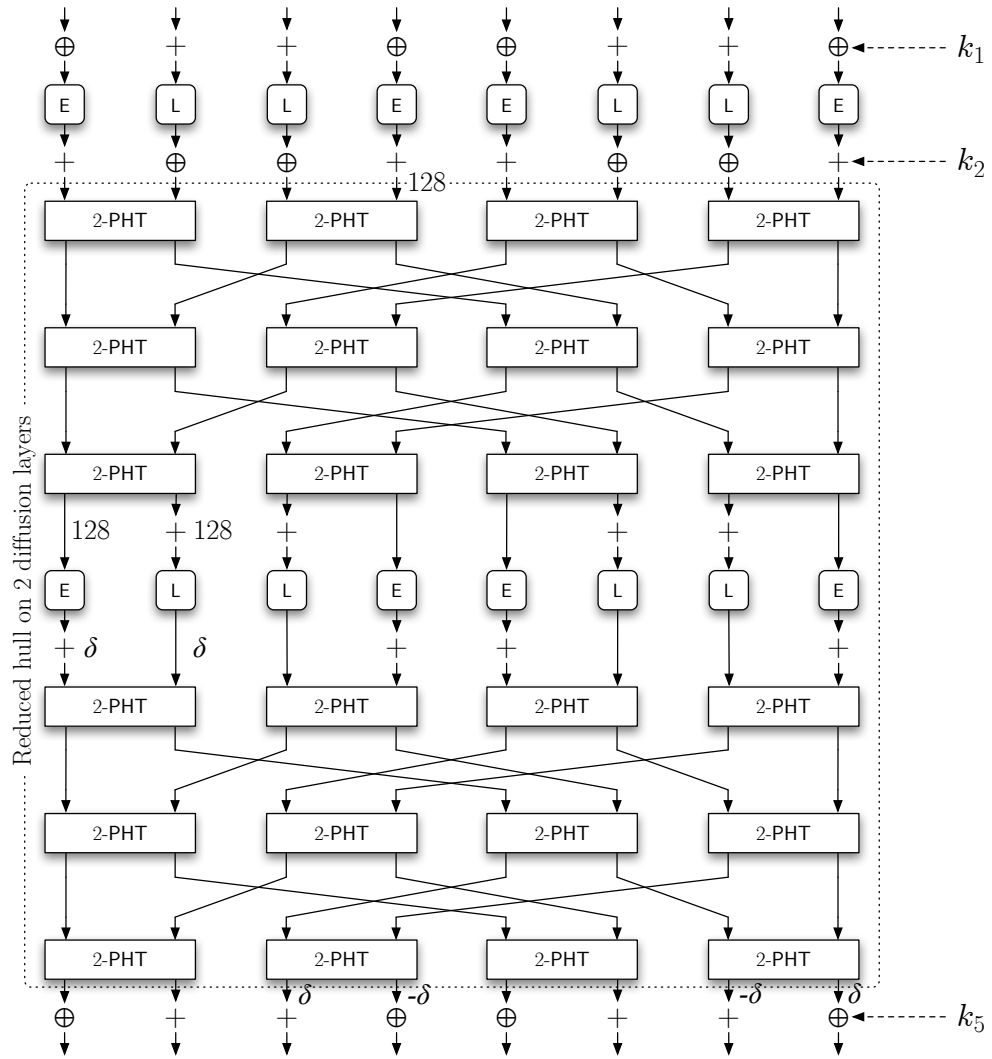 ⊕ + + ⊕ ⊕ + + ⊕ k₁
E L L E E L L E
+ ⊕ ⊕ + + ⊕ ⊕ + k₂
128
2-PHT 2-PHT 2-PHT 2-PHT
2-PHT 2-PHT 2-PHT 2-PHT
Reduced hull on 2 diffusion layers
2-PHT 2-PHT 2-PHT 2-PHT
128 + 128 + + +
E L L E E L L E
+ δ δ + + +
2-PHT 2-PHT 2-PHT 2-PHT
2-PHT 2-PHT 2-PHT 2-PHT
2-PHT 2-PHT 2-PHT 2-PHT
δ -δ -δ δ
⊕ + + ⊕ ⊕ + + ⊕ k₅